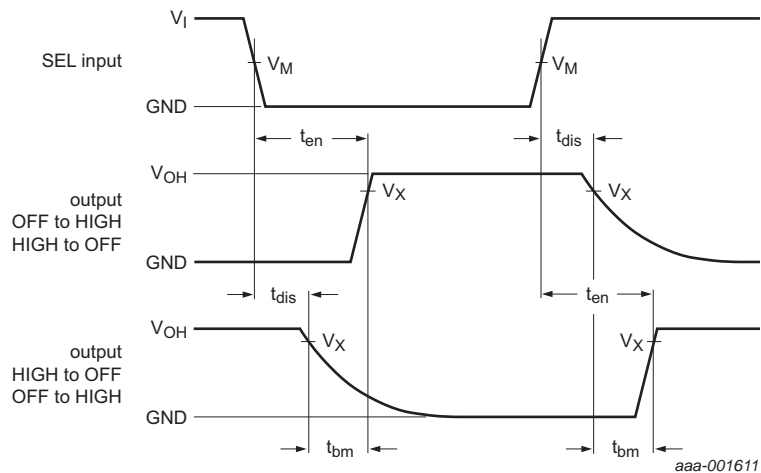 V_I
SEL input
V_M
V_M
GND
t_en
t_dis
V_OH
output
OFF to HIGH
HIGH to OFF
V_X
V_X
GND
t_dis
t_en
V_OH
output
HIGH to OFF
OFF to HIGH
V_X
V_X
GND
t_bm
t_bm
aaa-001611